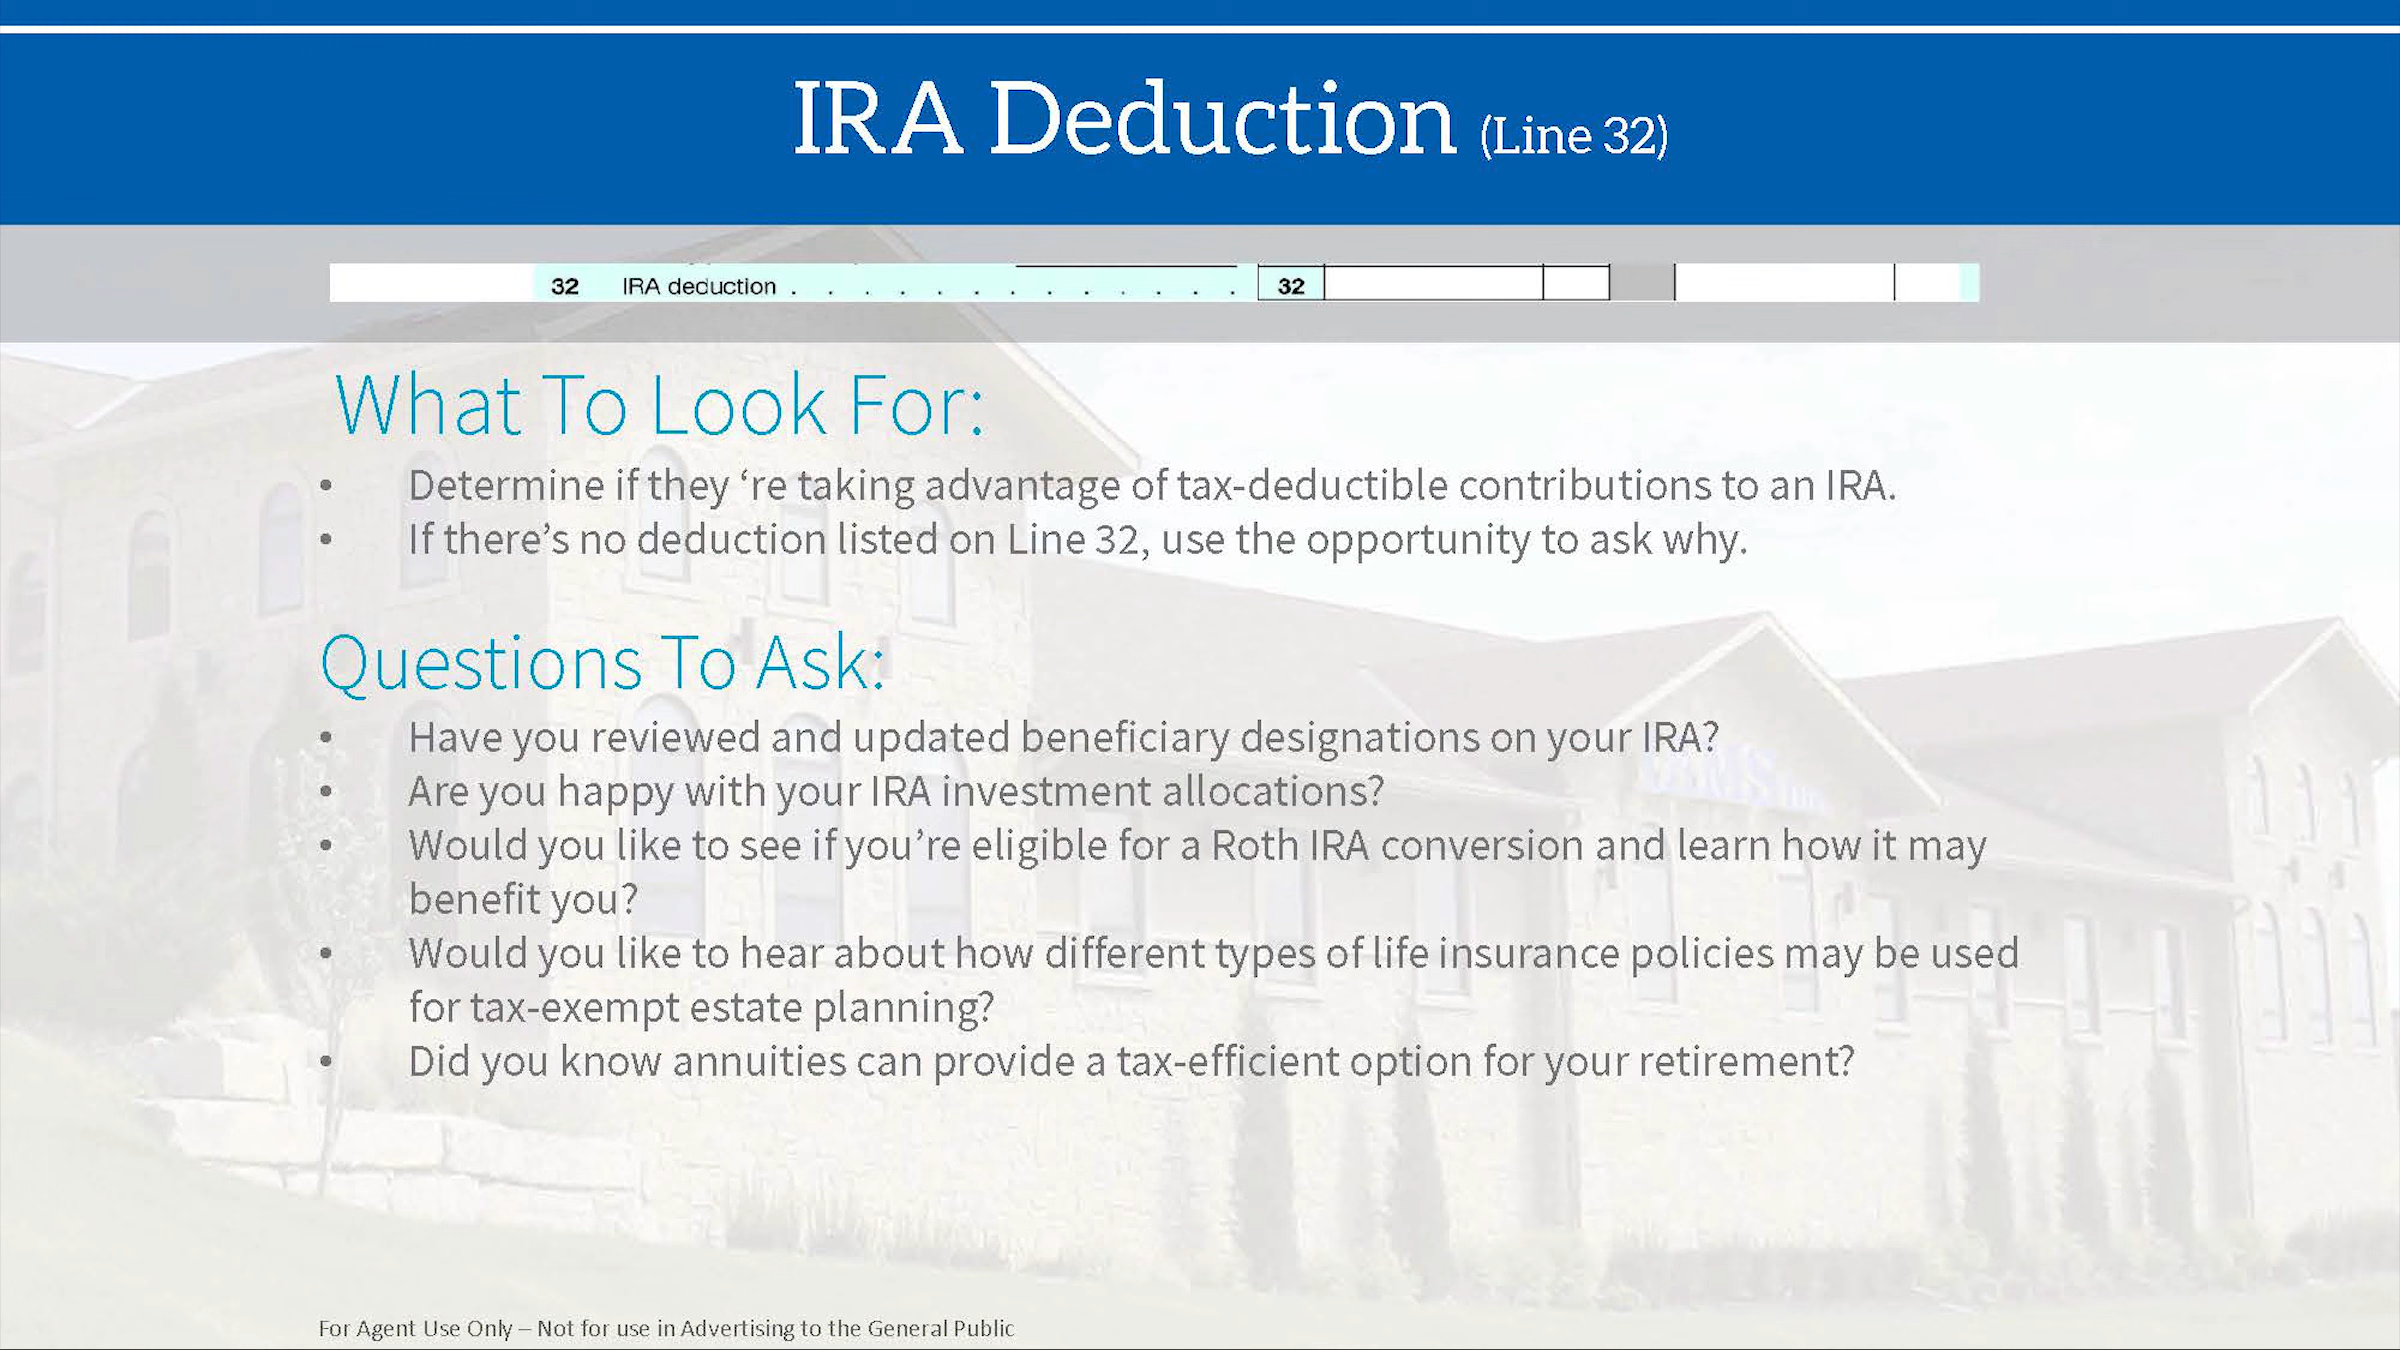 IRA Deduction (Line 32)
32 IRA deduction . . . . . . . . . . . . . 32
What To Look For:
• Determine if they ‘re taking advantage of tax-deductible contributions to an IRA.
• If there’s no deduction listed on Line 32, use the opportunity to ask why.
Questions To Ask:
• Have you reviewed and updated beneficiary designations on your IRA?
• Are you happy with your IRA investment allocations?
• Would you like to see if you’re eligible for a Roth IRA conversion and learn how it may
benefit you?
• Would you like to hear about how different types of life insurance policies may be used
for tax-exempt estate planning?
• Did you know annuities can provide a tax-efficient option for your retirement?
For Agent Use Only – Not for use in Advertising to the General Public